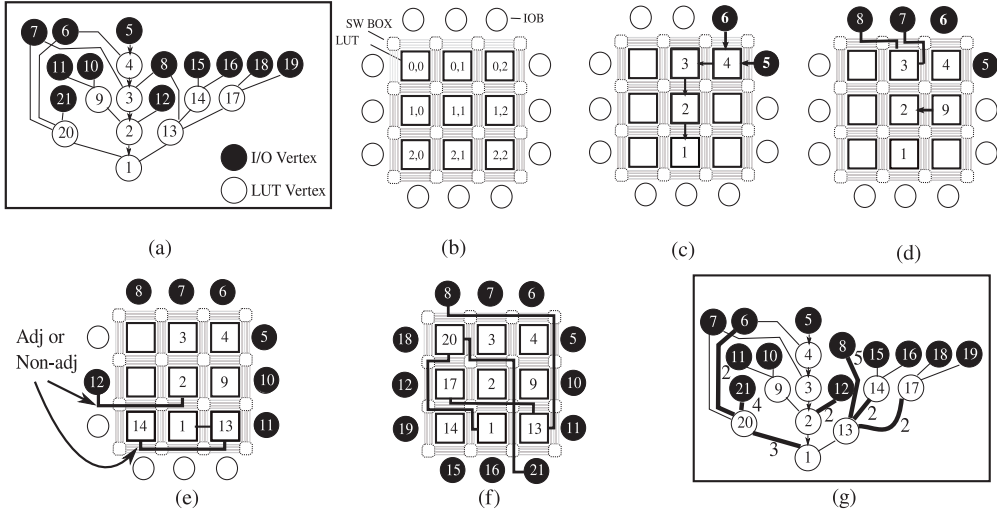 7 6 5
4
11 10 3 8 15 16 18 19
21 9 12 14 17
20 2 13
1
I/O Vertex
LUT Vertex
(a)
IOB
SW BOX
LUT
0,0 0,1 0,2
1,0 1,1 1,2
2,0 2,1 2,2
(b)
6
3 4 5
2
1
(c)
8 7 6
3 4 5
2 9
1
(d)
8 7 6
Adj or
Non-adj
3 4 5
12 2 9 10
14 1 13 11
(e)
8 7 6
18 20 3 4 5
12 17 2 9 10
19 14 1 13 11
15 16 21
(f)
7 6 5
4 8
11 10 5 15 16 18 19
2 3
21 9 12 14 17
4 2 2 2
20 2 13
3
1
(g)